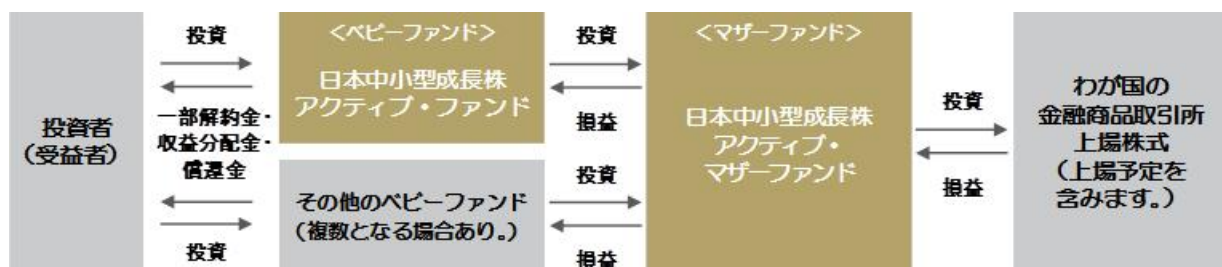 投資者
（受益者）
投資
一部解約金・
収益分配金・
償還金
投資
＜ベビーファンド＞
日本中小型成長株
アクティブ・ファンド
その他のベビーファンド
（複数となる場合あり。）
投資
損益
投資
損益
＜マザーファンド＞
日本中小型成長株
アクティブ・
マザーファンド
投資
損益
わが国の
金融商品取引所
上場株式
（上場予定を
含みます。）